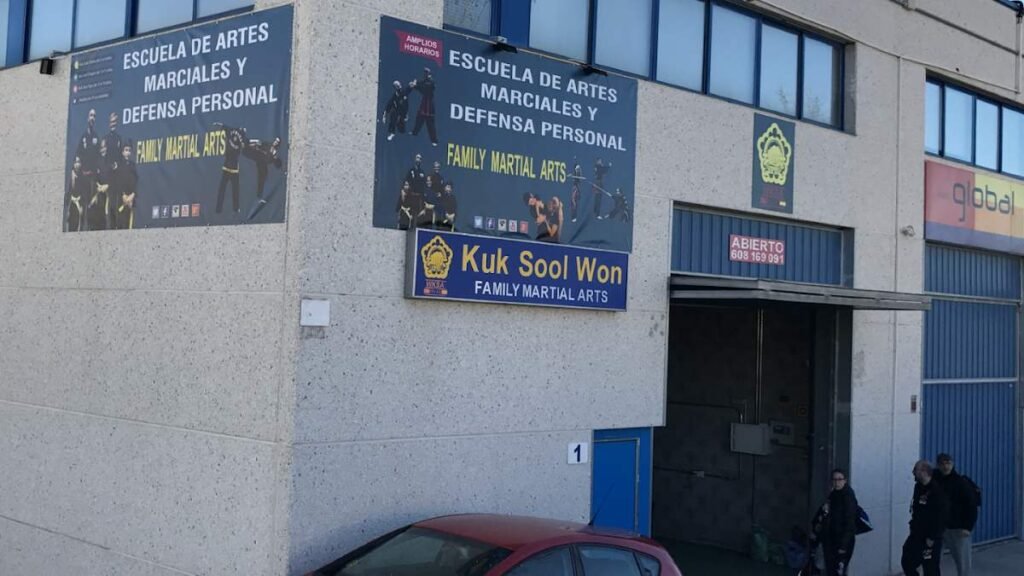 ESCUELA DE ARTES
MARCIALES Y
DEFENSA PERSONAL
FAMILY MARTIAL ARTS
AMPLIOS
HORARIOS
ESCUELA DE ARTES
MARCIALES Y
DEFENSA PERSONAL
FAMILY MARTIAL ARTS
Kuk Sool Won
FAMILY MARTIAL ARTS
WKSA
ABIERTO
608 169 091
global
1